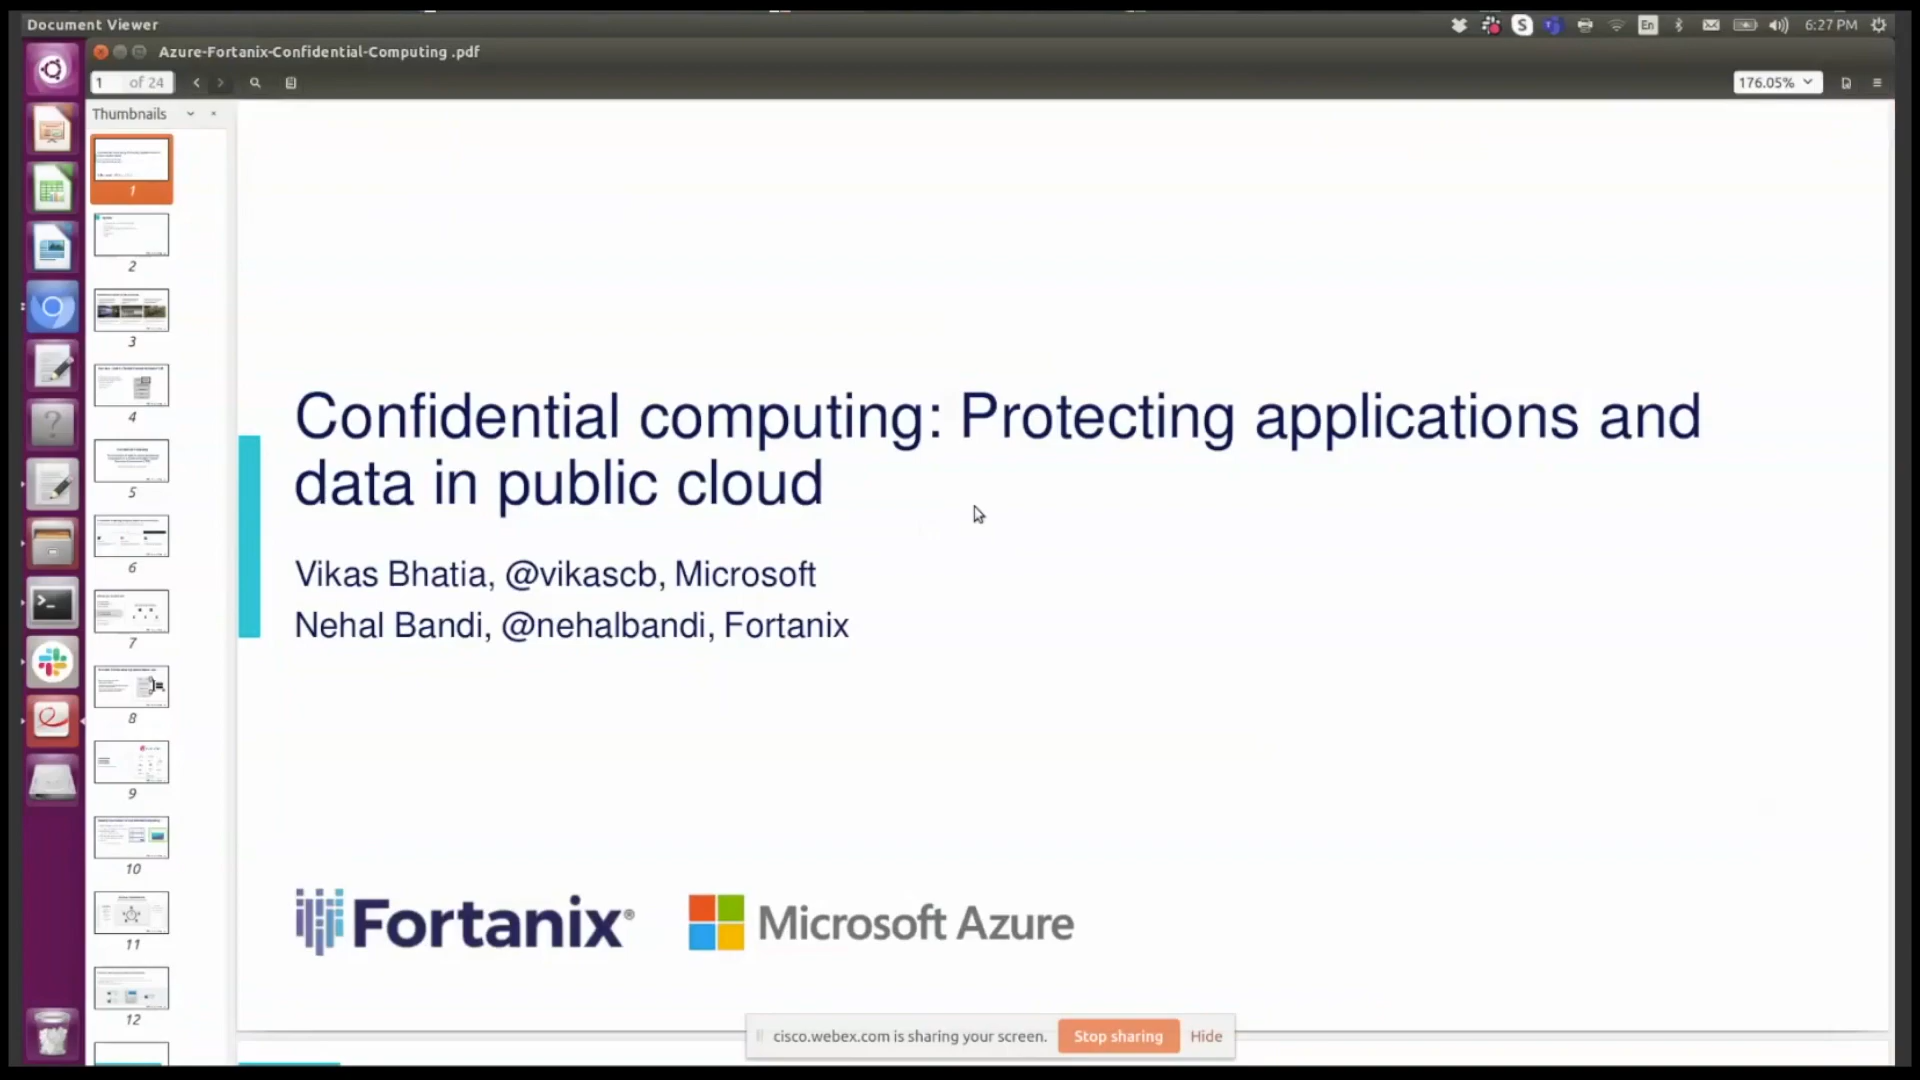 Document Viewer
En
6:27 PM
Azure-Fortanix-Confidential-Computing .pdf
1 of 24
176.05%
Thumbnails
1
2
3
4
5
6
7
8
9
10
11
12
Confidential computing: Protecting applications and
data in public cloud
Vikas Bhatia, @vikascb, Microsoft
Nehal Bandi, @nehalbandi, Fortanix
Fortanix®
Microsoft Azure
cisco.webex.com is sharing your screen.
Stop sharing
Hide